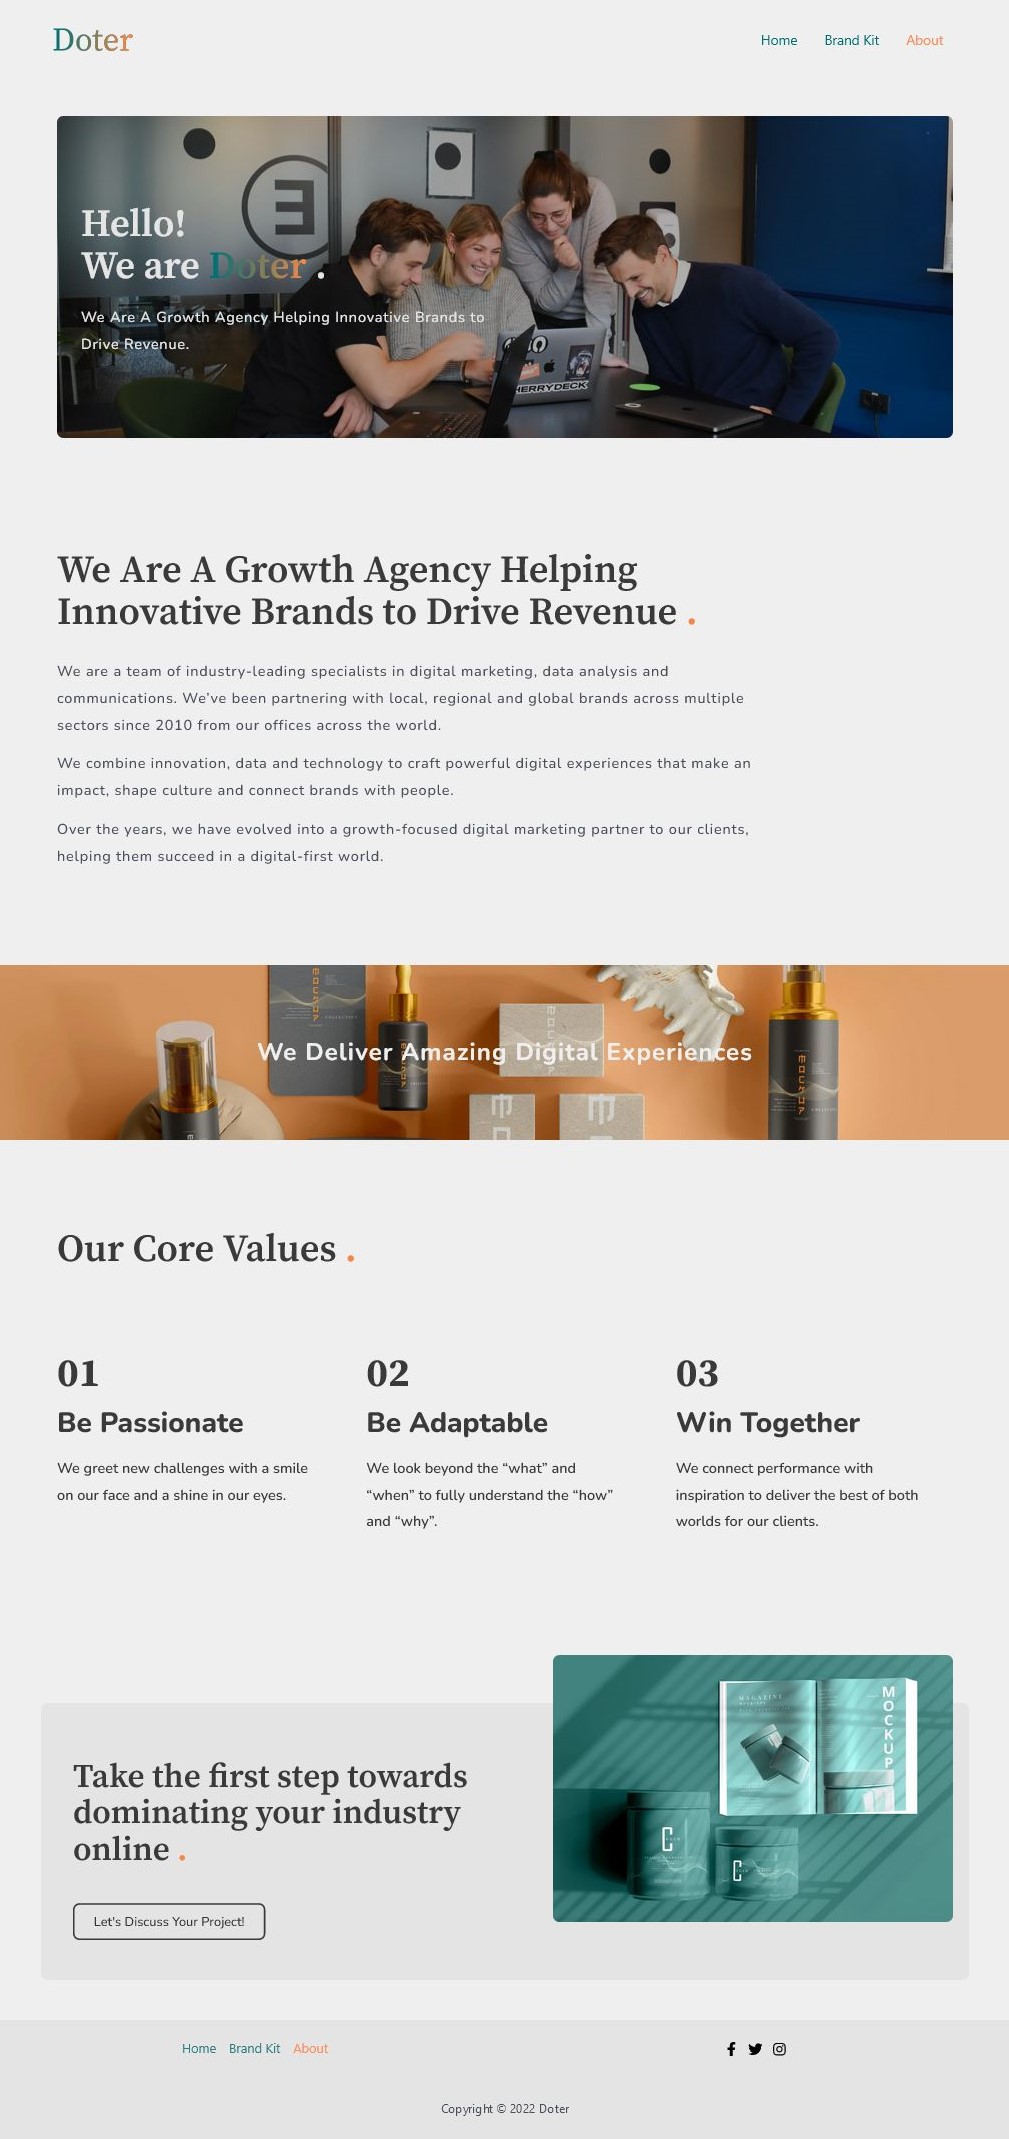 Doter
Home Brand Kit About
Hello!
We are Doter .
We Are A Growth Agency Helping Innovative Brands to
Drive Revenue.
HERRYDECK
We Are A Growth Agency Helping
Innovative Brands to Drive Revenue .
We are a team of industry-leading specialists in digital marketing, data analysis and
communications. We’ve been partnering with local, regional and global brands across multiple
sectors since 2010 from our offices across the world.
We combine innovation, data and technology to craft powerful digital experiences that make an
impact, shape culture and connect brands with people.
Over the years, we have evolved into a growth-focused digital marketing partner to our clients,
helping them succeed in a digital-first world.
We Deliver Amazing Digital Experiences
MOCKUP
Our Core Values .
01
Be Passionate
We greet new challenges with a smile
on our face and a shine in our eyes.
02
Be Adaptable
We look beyond the “what” and
“when” to fully understand the “how”
and “why”.
03
Win Together
We connect performance with
inspiration to deliver the best of both
worlds for our clients.
MAGAZINE
MOCKUP
Take the first step towards
dominating your industry
online .
Let's Discuss Your Project!
Home Brand Kit About
Copyright © 2022 Doter